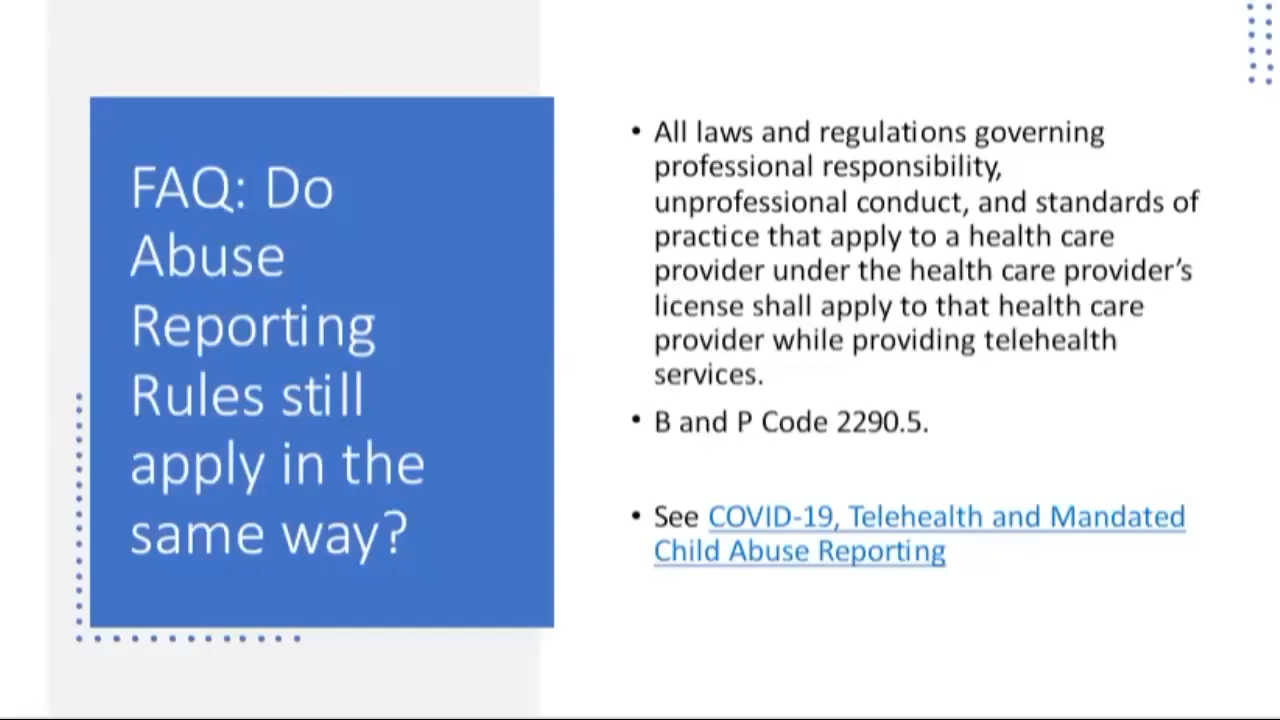 FAQ: Do
Abuse
Reporting
Rules still
apply in the
same way?
• All laws and regulations governing
professional responsibility,
unprofessional conduct, and standards of
practice that apply to a health care
provider under the health care provider’s
license shall apply to that health care
provider while providing telehealth
services.
• B and P Code 2290.5.
• See COVID-19, Telehealth and Mandated
Child Abuse Reporting